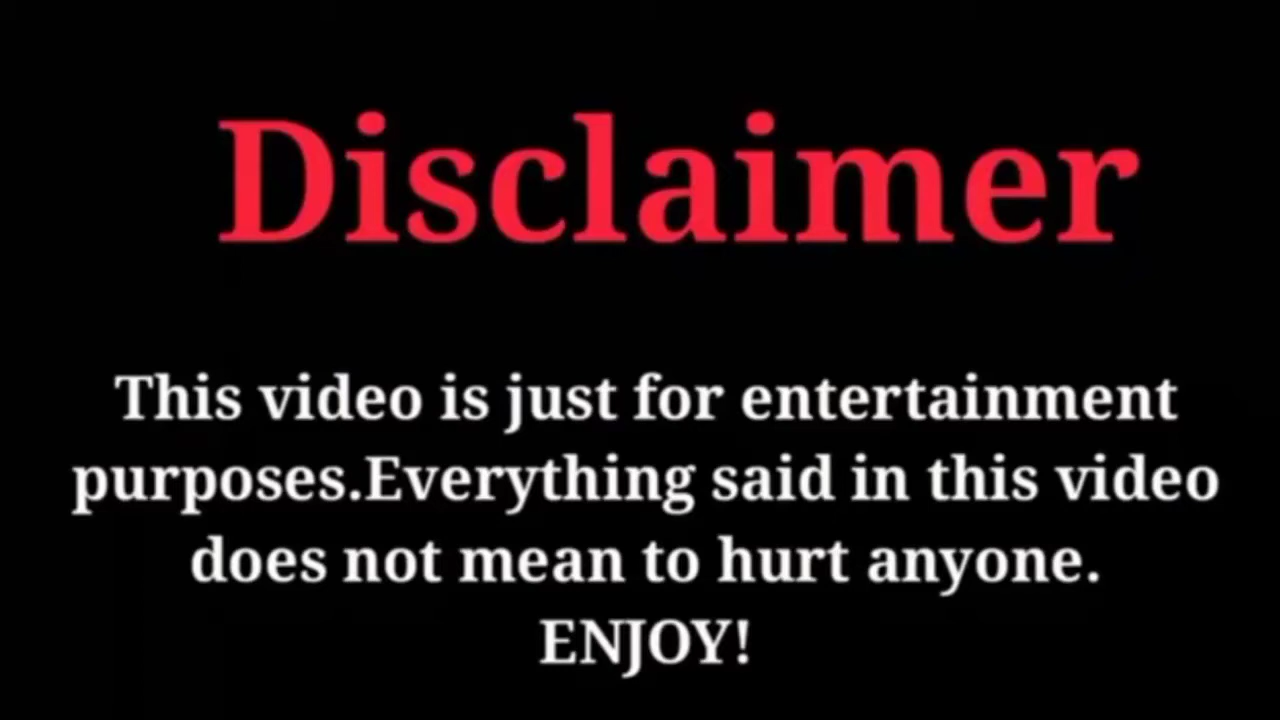 Disclaimer
This video is just for entertainment
purposes.Everything said in this video
does not mean to hurt anyone.
ENJOY!